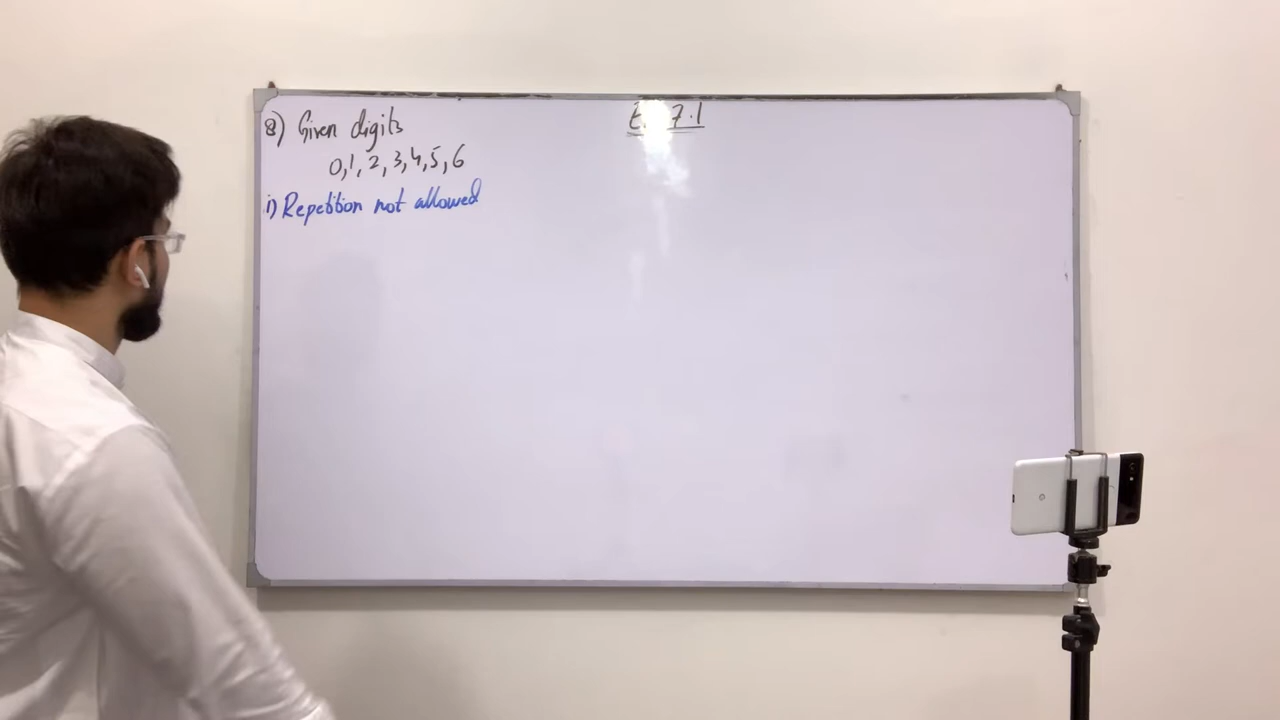 8) Given digits
0,1,2,3,4,5,6
i) Repetition not allowed
7.1